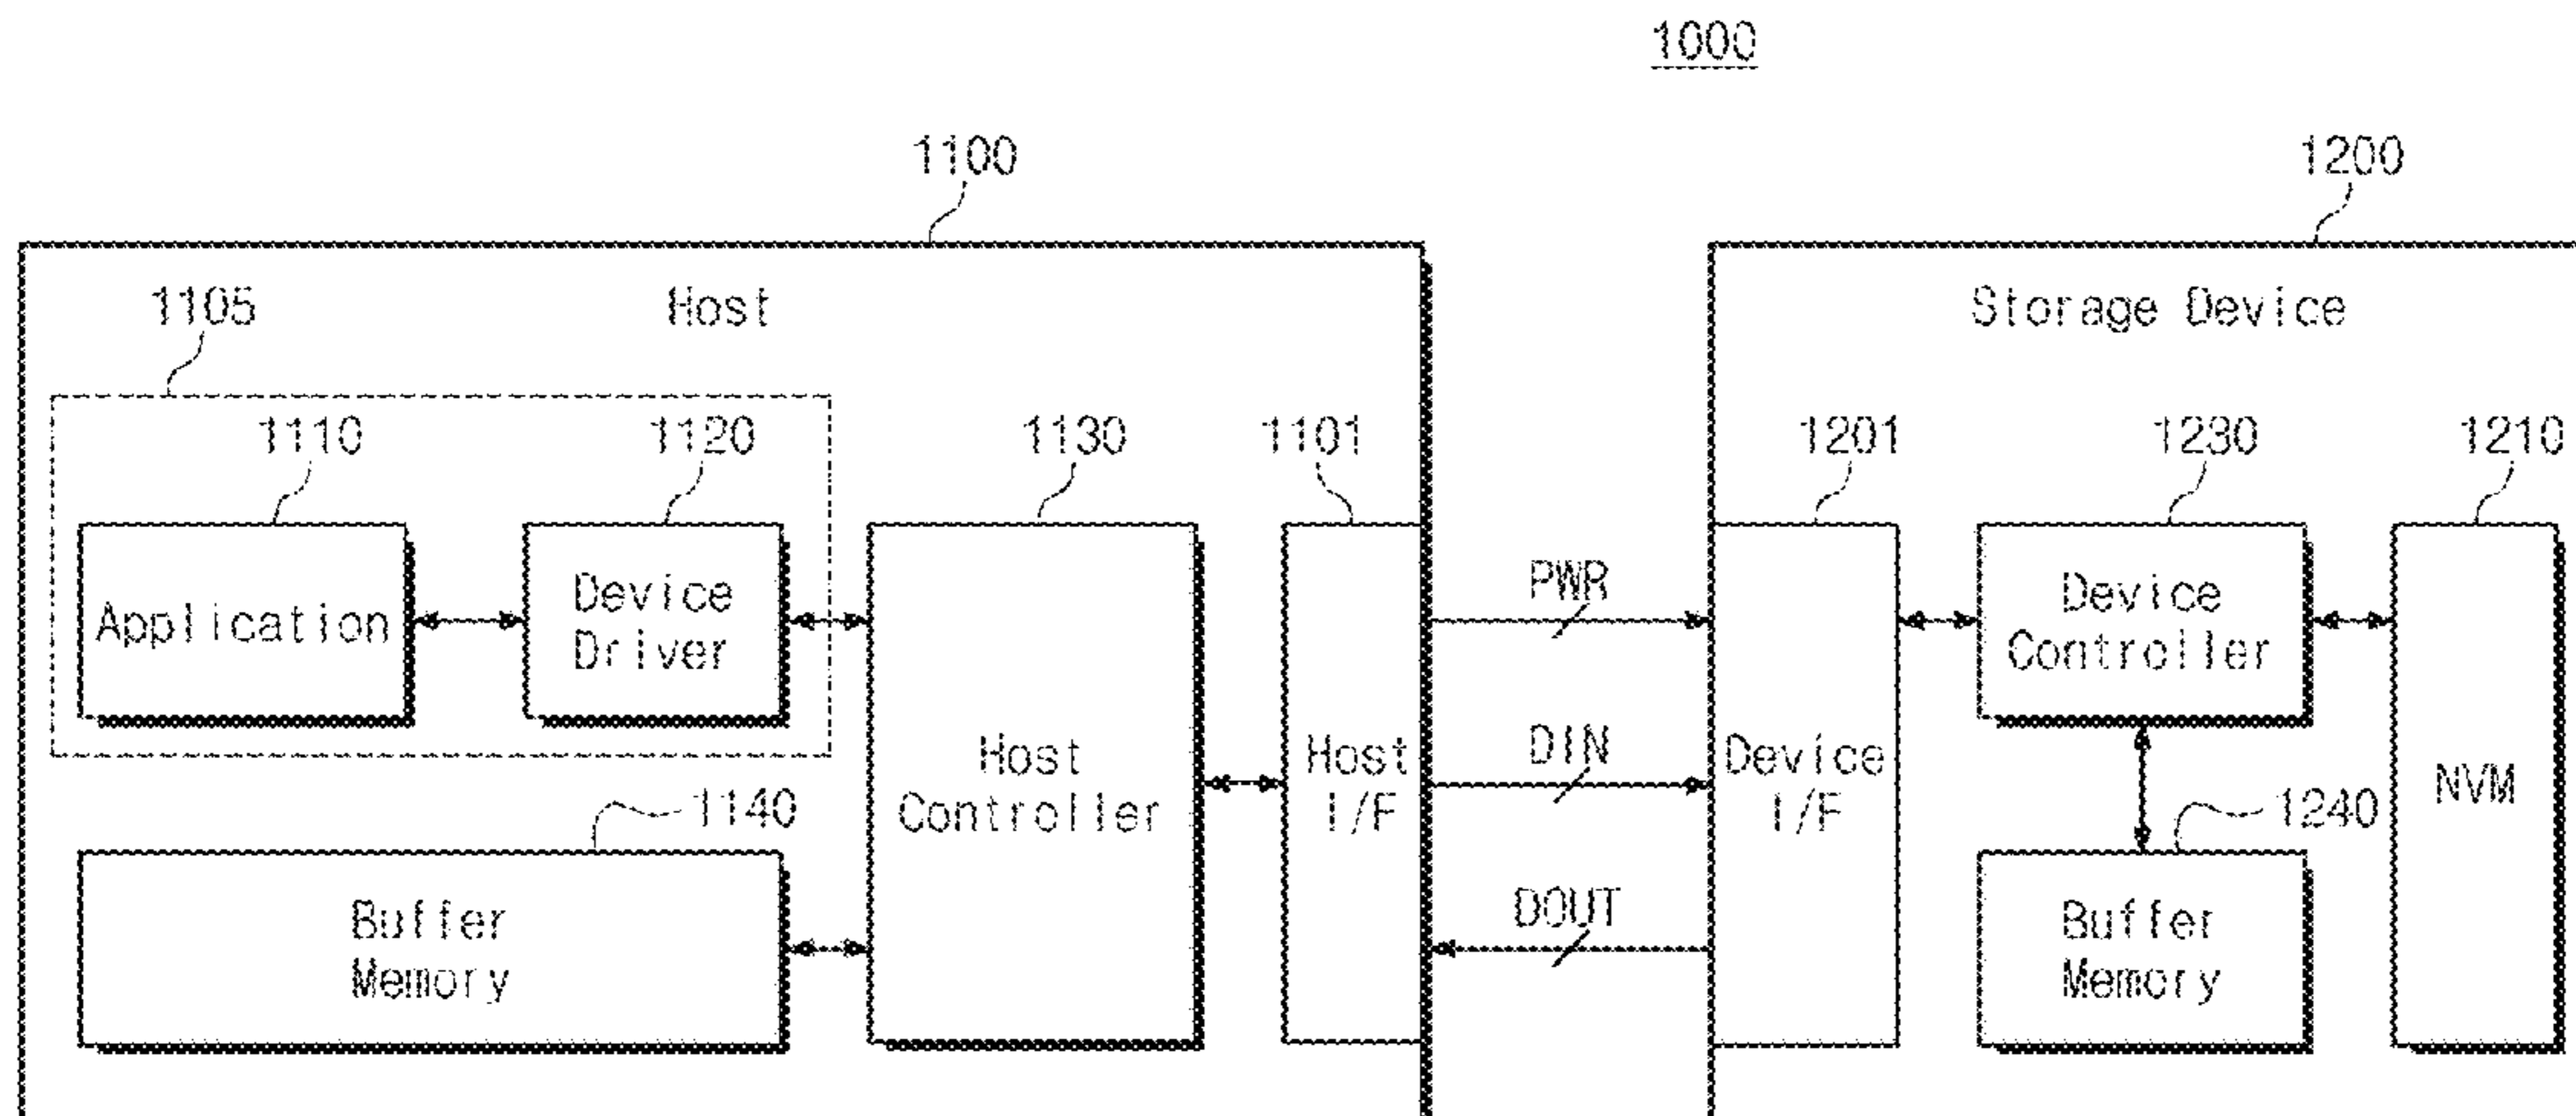 1000
1100
1200
Host
Storage Device
1105
1110
1120
1130
1101
1201
1230
1210
Application
Device
Driver
Host
Controller
Host
I/F
PWR
DIN
DOUT
Device
I/F
Device
Controller
NVM
1140
Buffer
Memory
1240
Buffer
Memory